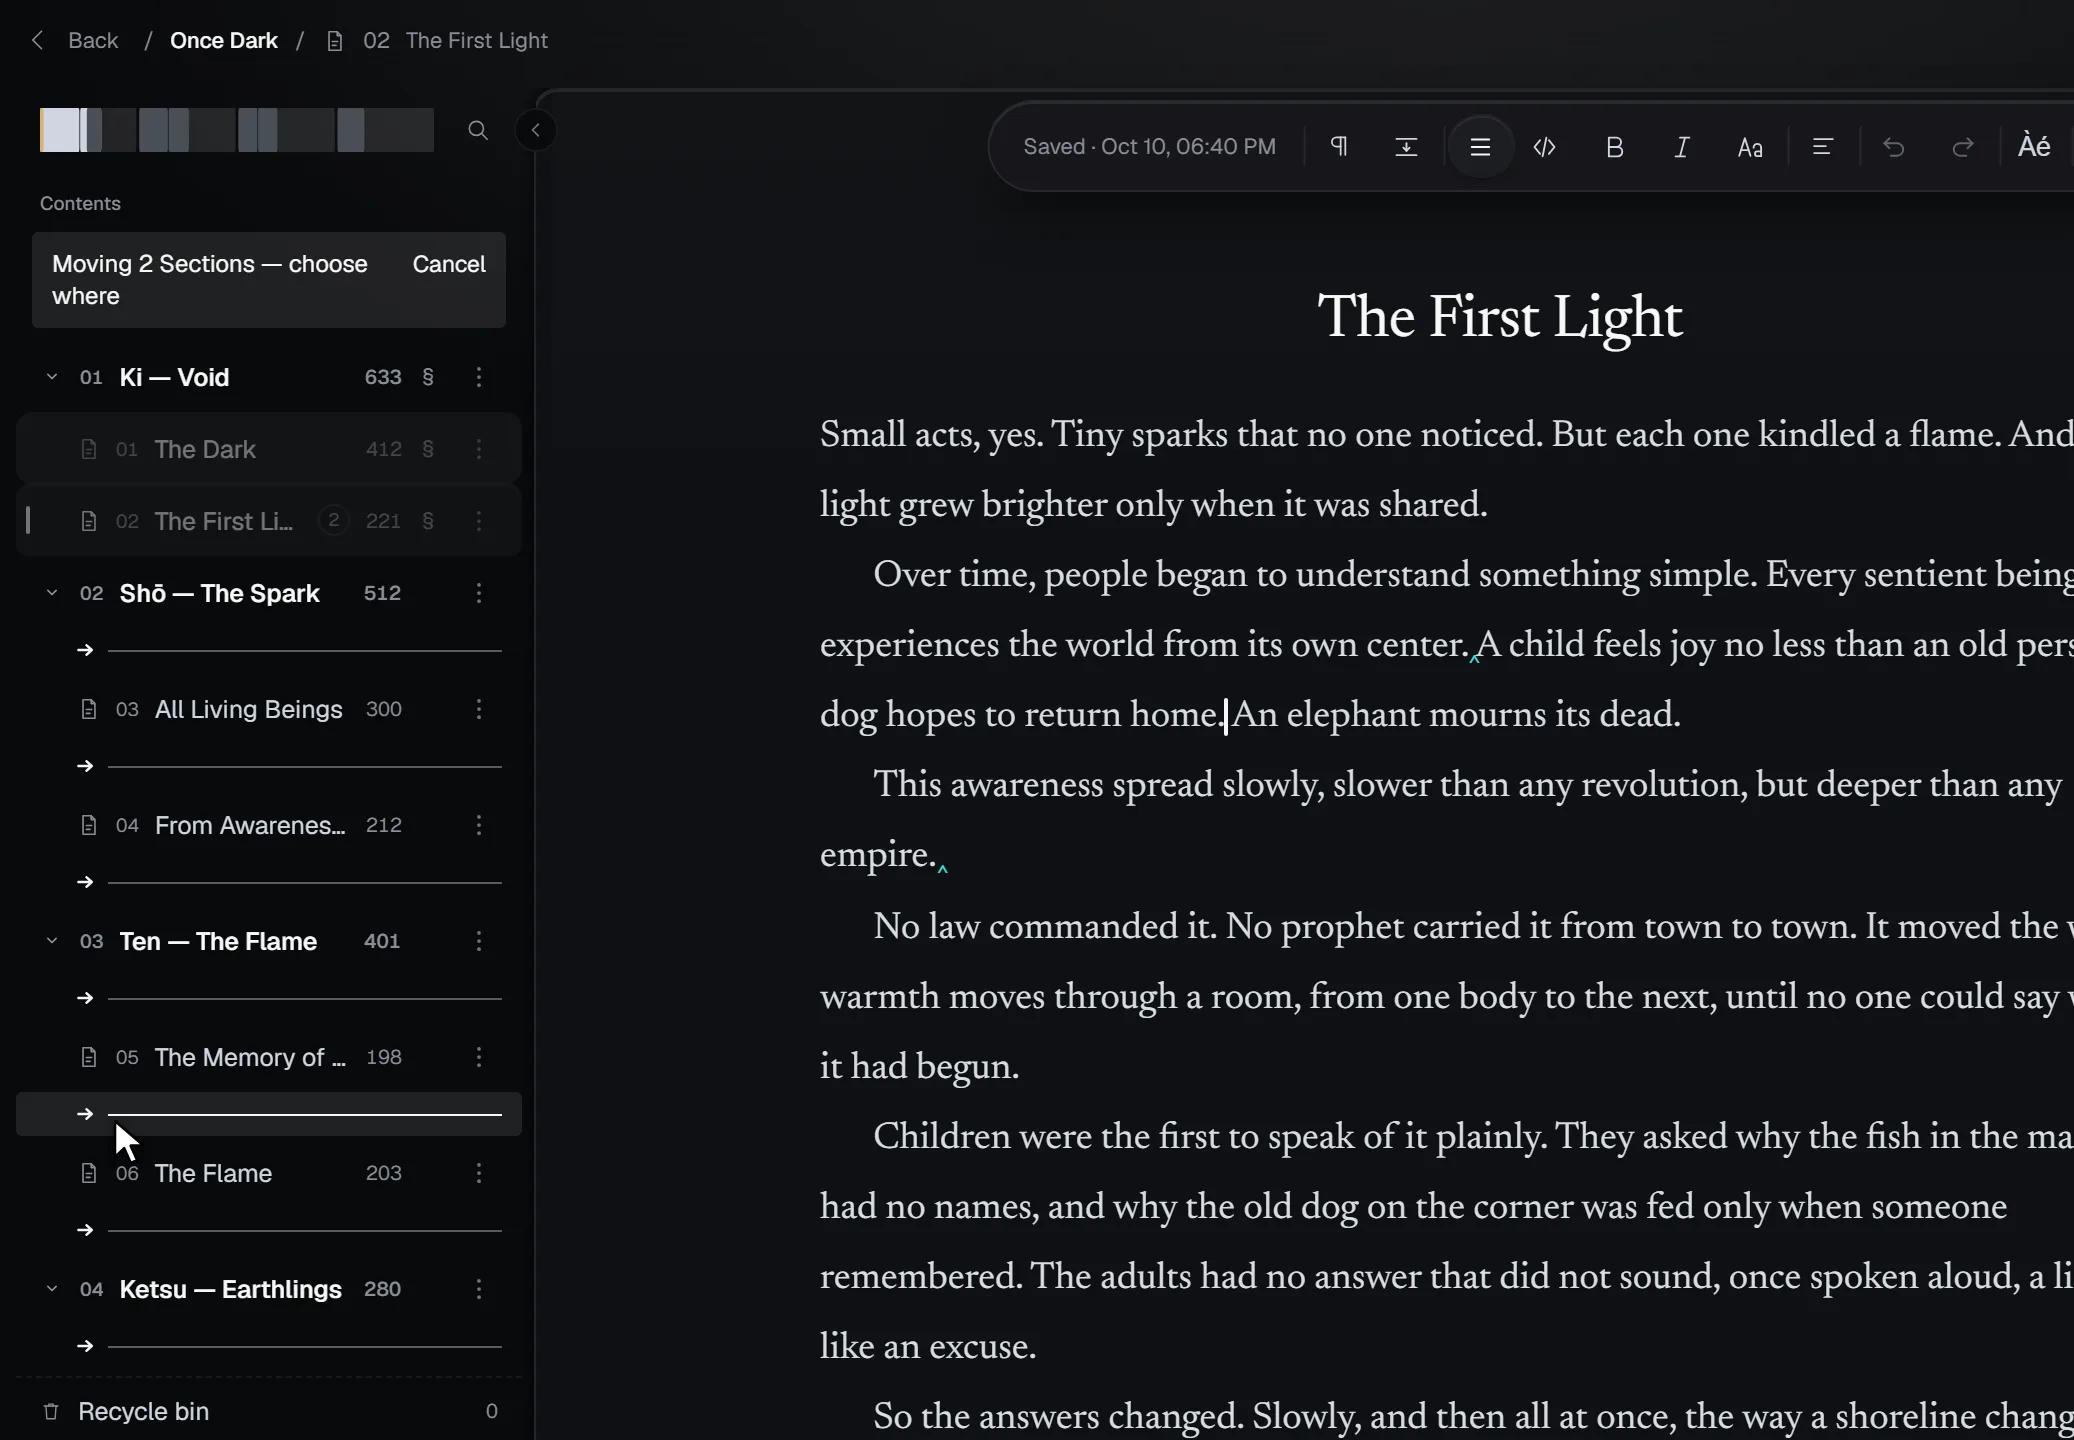 Back / Once Dark / 02 The First Light
Saved · Oct 10, 06:40 PM
Aa
Àé
Contents
Moving 2 Sections — choose where
Cancel
01 Ki — Void 633 §
01 The Dark 412 §
02 The First Li... 2 221 §
02 Shō — The Spark 512
03 All Living Beings 300
04 From Awarenes... 212
03 Ten — The Flame 401
05 The Memory of ... 198
06 The Flame 203
04 Ketsu — Earthlings 280
Recycle bin 0
The First Light
Small acts, yes. Tiny sparks that no one noticed. But each one kindled a flame. And
light grew brighter only when it was shared.
Over time, people began to understand something simple. Every sentient being
experiences the world from its own center. A child feels joy no less than an old pers
dog hopes to return home. An elephant mourns its dead.
This awareness spread slowly, slower than any revolution, but deeper than any
empire.
No law commanded it. No prophet carried it from town to town. It moved the w
warmth moves through a room, from one body to the next, until no one could say w
it had begun.
Children were the first to speak of it plainly. They asked why the fish in the ma
had no names, and why the old dog on the corner was fed only when someone
remembered. The adults had no answer that did not sound, once spoken aloud, a li
like an excuse.
So the answers changed. Slowly, and then all at once, the way a shoreline chang